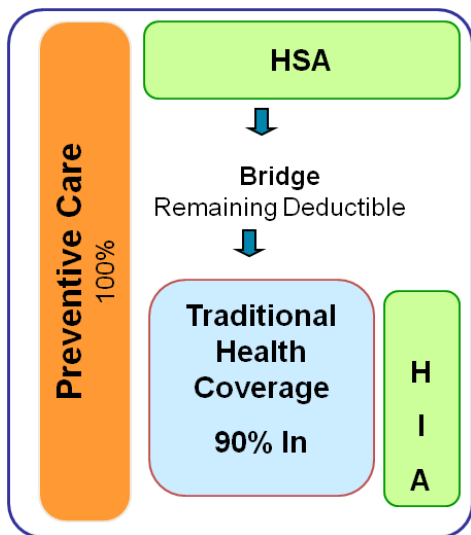 Preventive Care
100%
HSA
Bridge
Remaining Deductible
Traditional
Health
Coverage
90% In
H
I
A